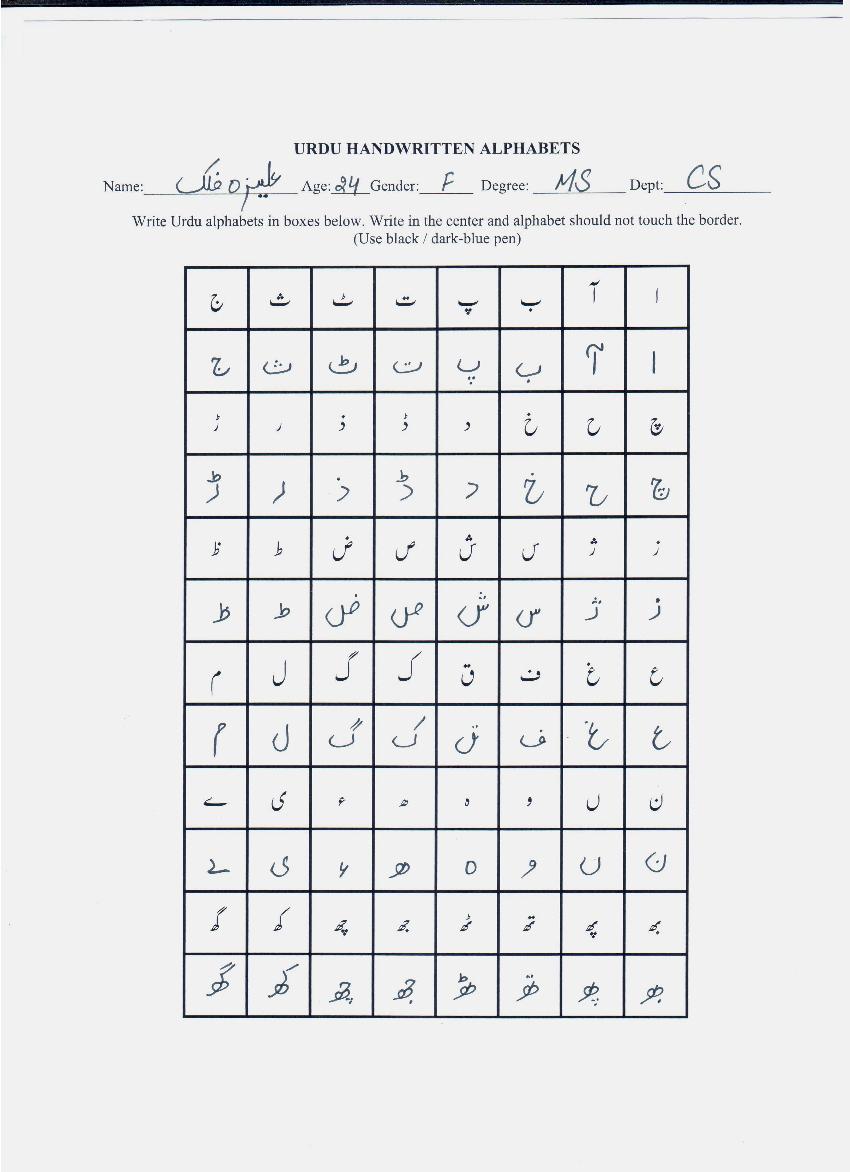 URDU HANDWRITTEN ALPHABETS
Name: علیزہ فلک Age: 24 Gender: F Degree: MS Dept: CS
Write Urdu alphabets in boxes below. Write in the center and alphabet should not touch the border.
(Use black / dark-blue pen)
ا آ ب پ ت ٹ ث ج
ا آ ب پ ت ٹ ث ج
چ ح خ د ڈ ذ ر ڑ
چ ح خ د ڈ ذ ر ڑ
ز ژ س ش ص ض ط ظ
ز ژ س ش ص ض ط ظ
ع غ ف ق ک گ ل م
ع غ ف ق ک گ ل م
ن ں و ہ ھ ء ی ے
ن ں و ہ ھ ء ی ے
بھ پھ تھ ٹھ جھ چھ کھ گھ
بھ پھ تھ ٹھ جھ چھ کھ گھ